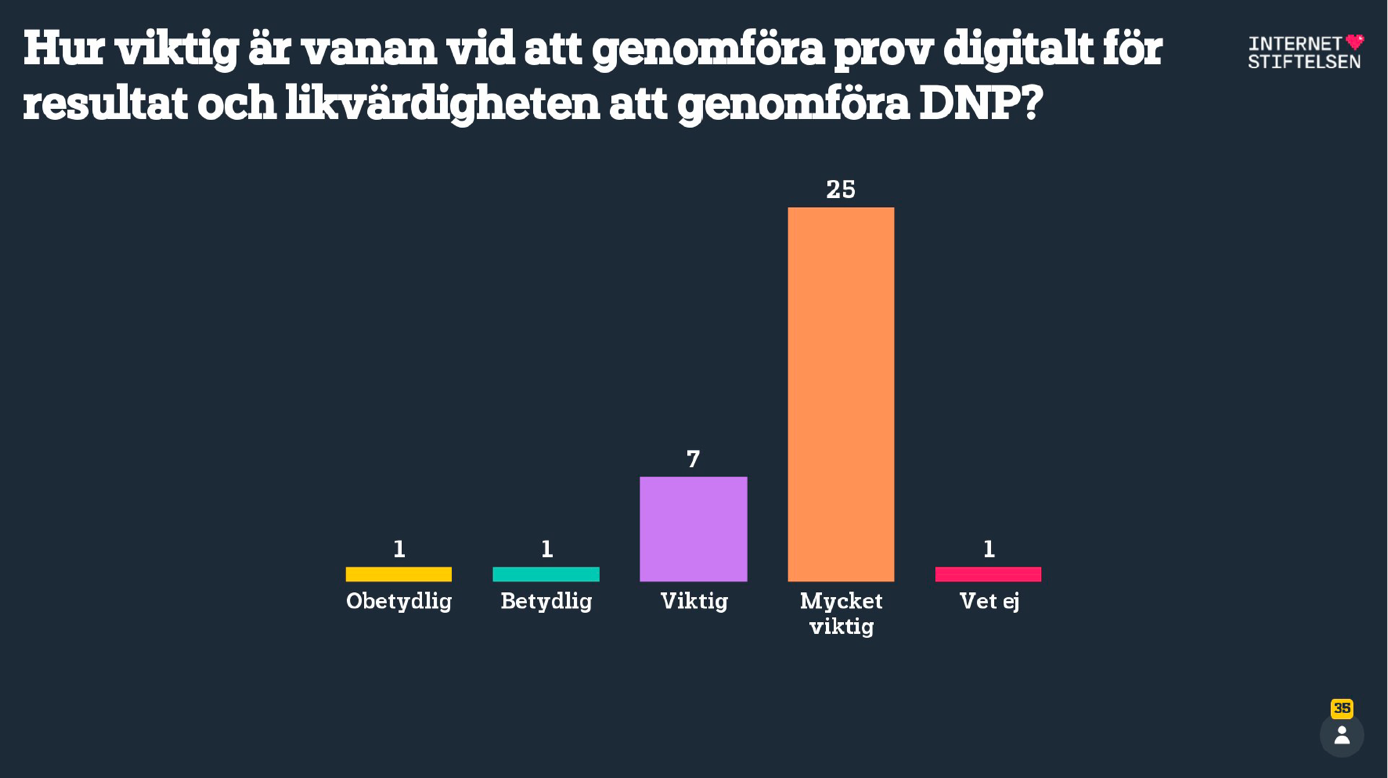 Hur viktig är vanan vid att genomföra prov digitalt för
resultat och likvärdigheten att genomföra DNP?
INTERNET
STIFTELSEN
25
7
1
1
1
Obetydlig
Betydlig
Viktig
Mycket
viktig
Vet ej
35